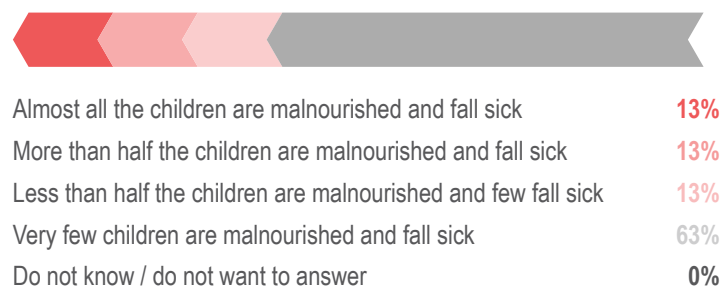 Almost all the children are malnourished and fall sick 13%
More than half the children are malnourished and fall sick 13%
Less than half the children are malnourished and few fall sick 13%
Very few children are malnourished and fall sick 63%
Do not know / do not want to answer 0%